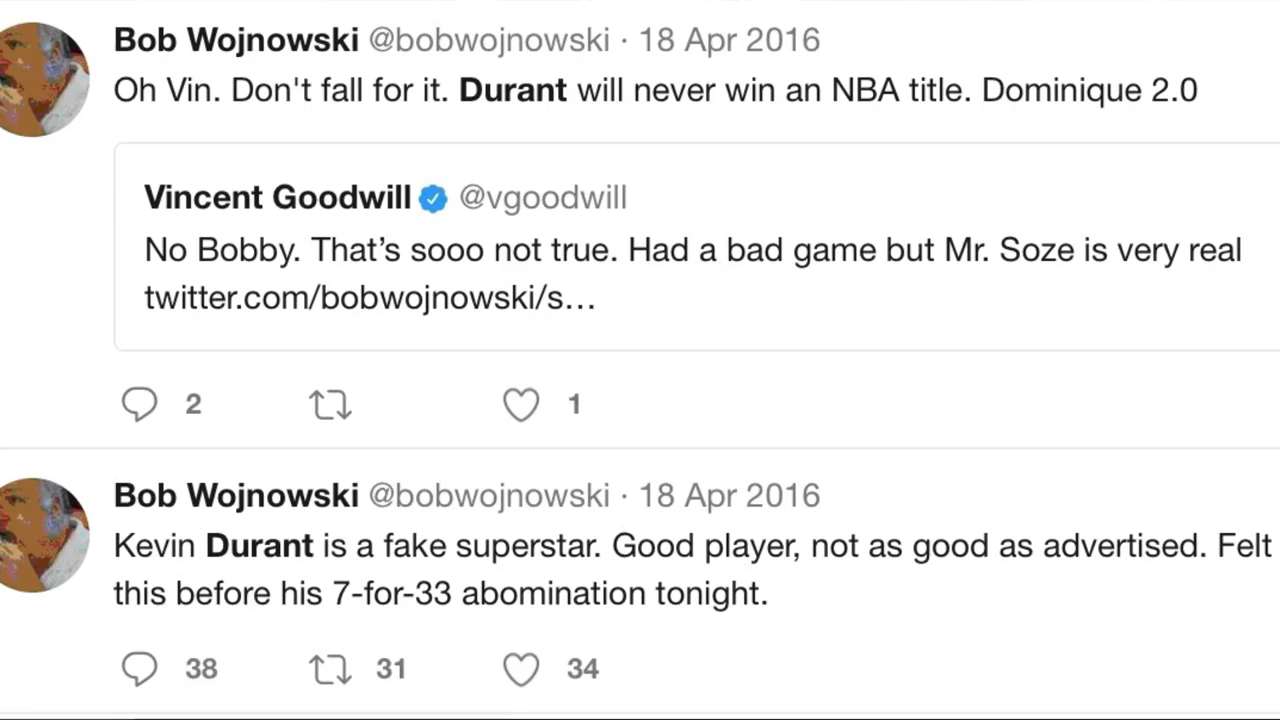 Bob Wojnowski @bobwojnowski · 18 Apr 2016
Oh Vin. Don't fall for it. Durant will never win an NBA title. Dominique 2.0
Vincent Goodwill @vgoodwill
No Bobby. That’s sooo not true. Had a bad game but Mr. Soze is very real
twitter.com/bobwojnowski/s…
2 1
Bob Wojnowski @bobwojnowski · 18 Apr 2016
Kevin Durant is a fake superstar. Good player, not as good as advertised. Felt
this before his 7-for-33 abomination tonight.
38 31 34